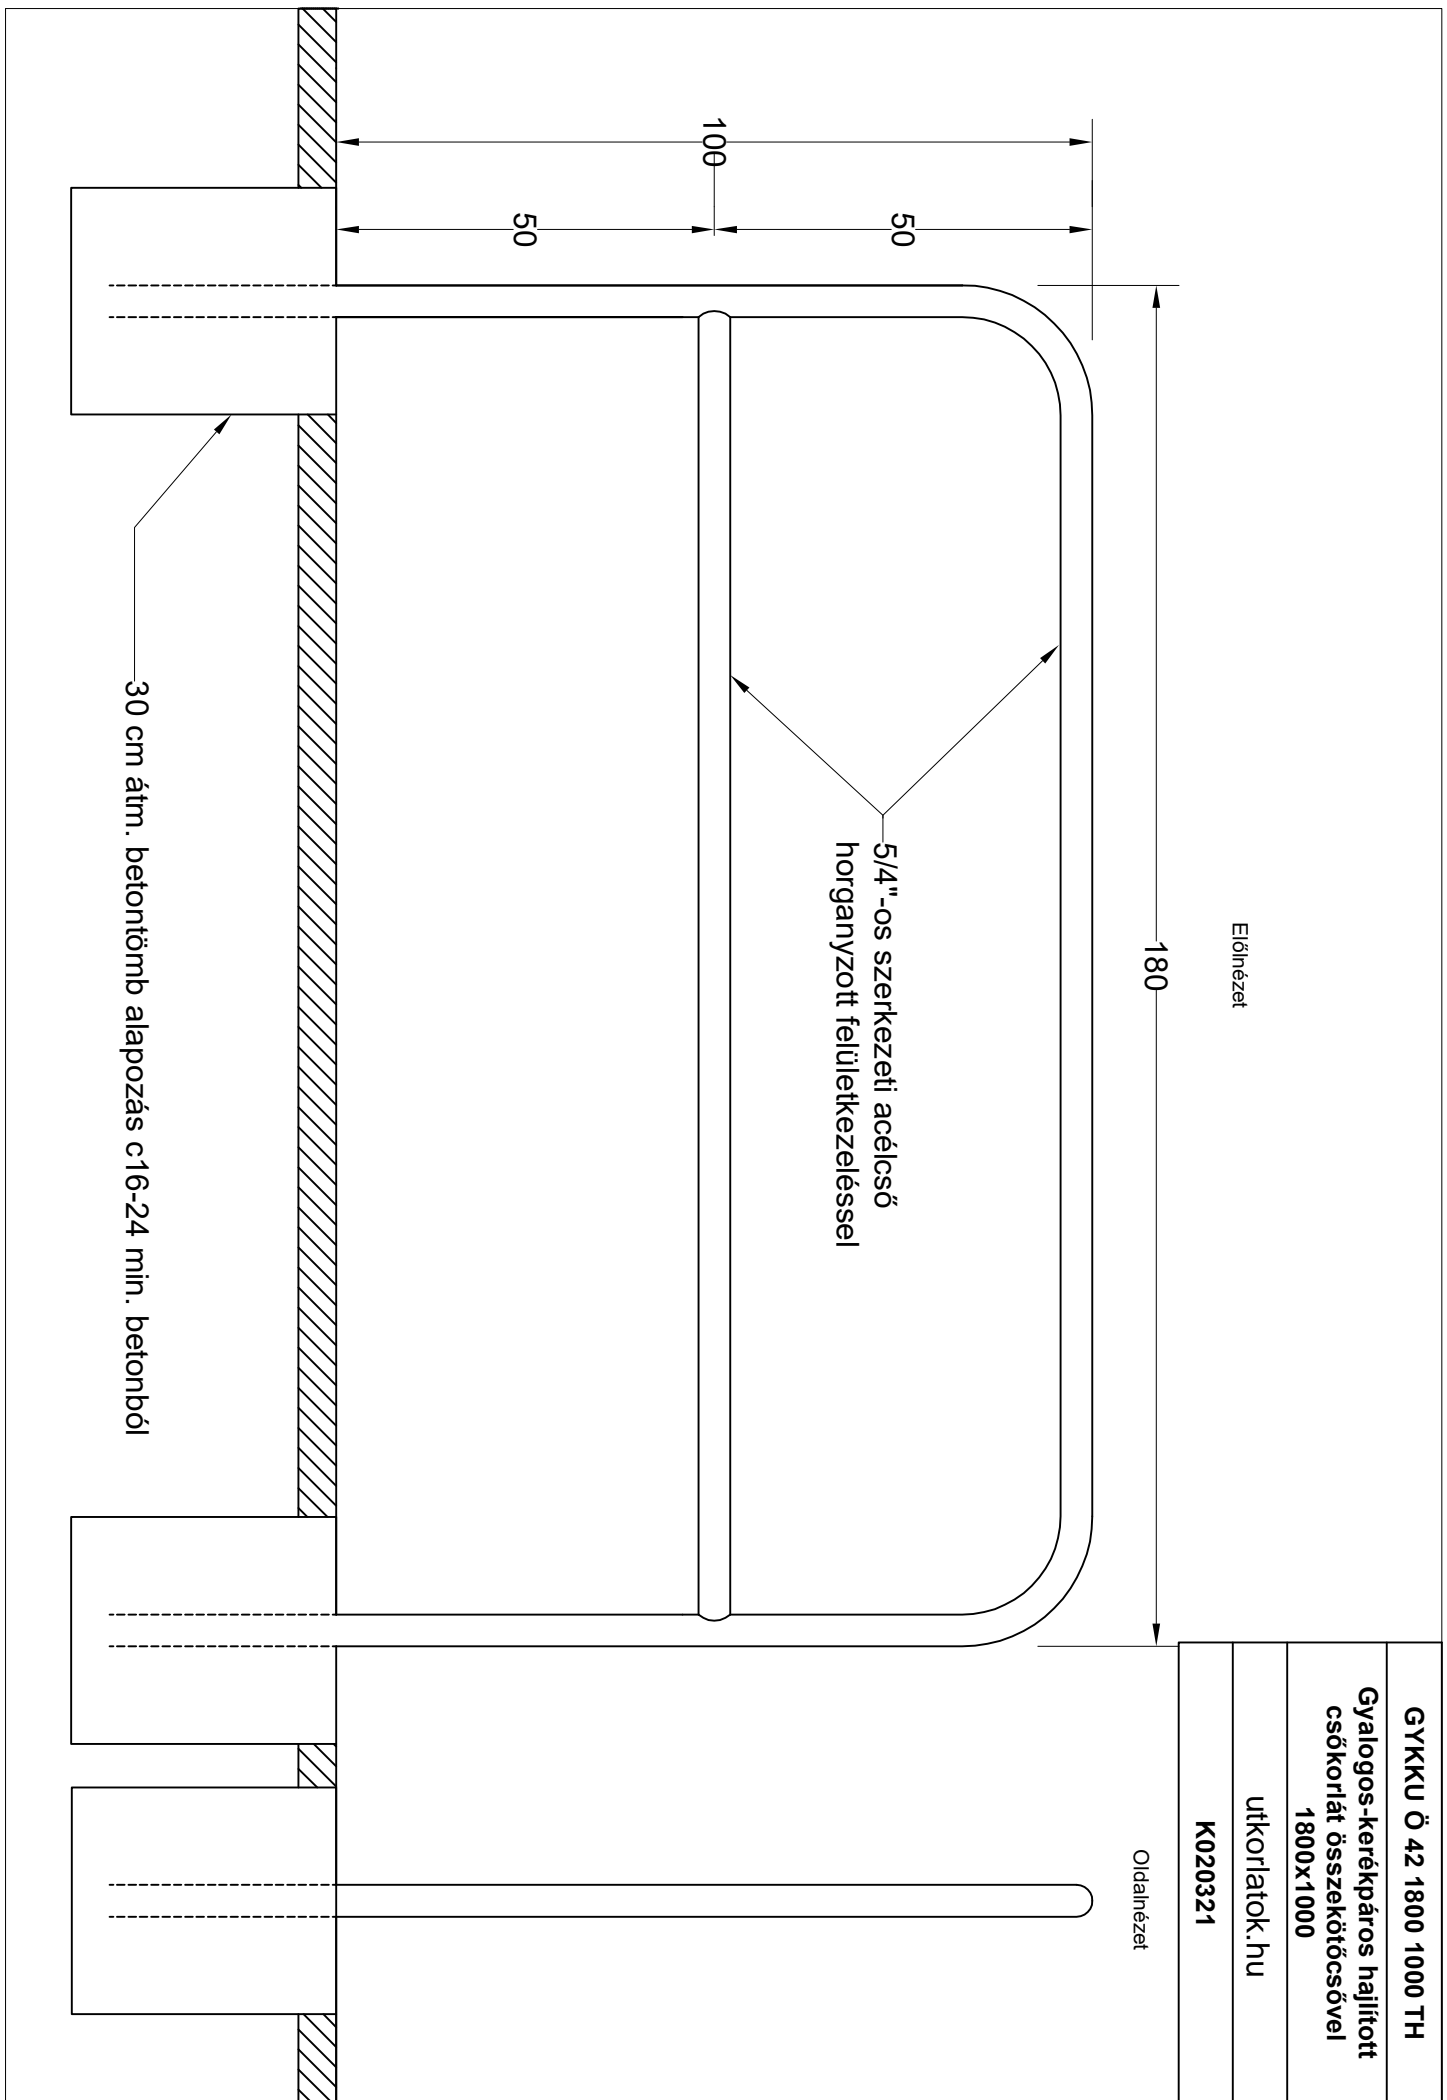 GYKKU Ö 42 1800 1000 TH
Gyalogos-kerékpáros hajlított
csőkorlát összekötőcsővel
1800x1000
utkorlatok.hu
K020321
Előlnézet
Oldalnézet
180
100
50
50
5/4"-os szerkezeti acélcső
horganyzott felületkezeléssel
30 cm átm. betontömb alapozás c16-24 min. betonból